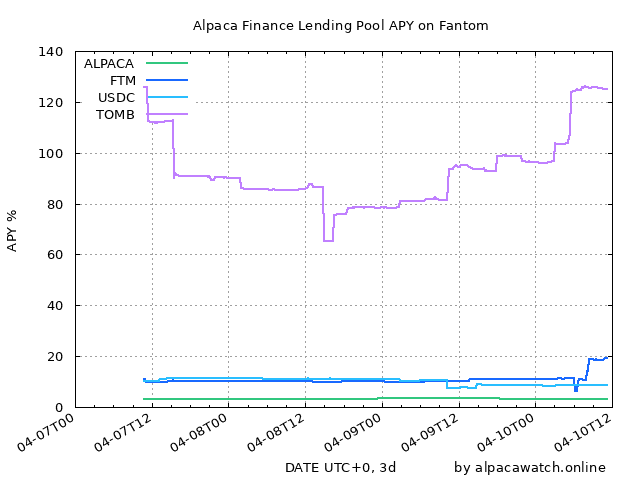 Alpaca Finance Lending Pool APY on Fantom
140
120
100
80
60
40
20
0
APY %
ALPACA
FTM
USDC
TOMB
04-07T00
04-07T12
04-08T00
04-08T12
04-09T00
04-09T12
04-10T00
04-10T12
DATE UTC+0, 3d
by alpacawatch.online